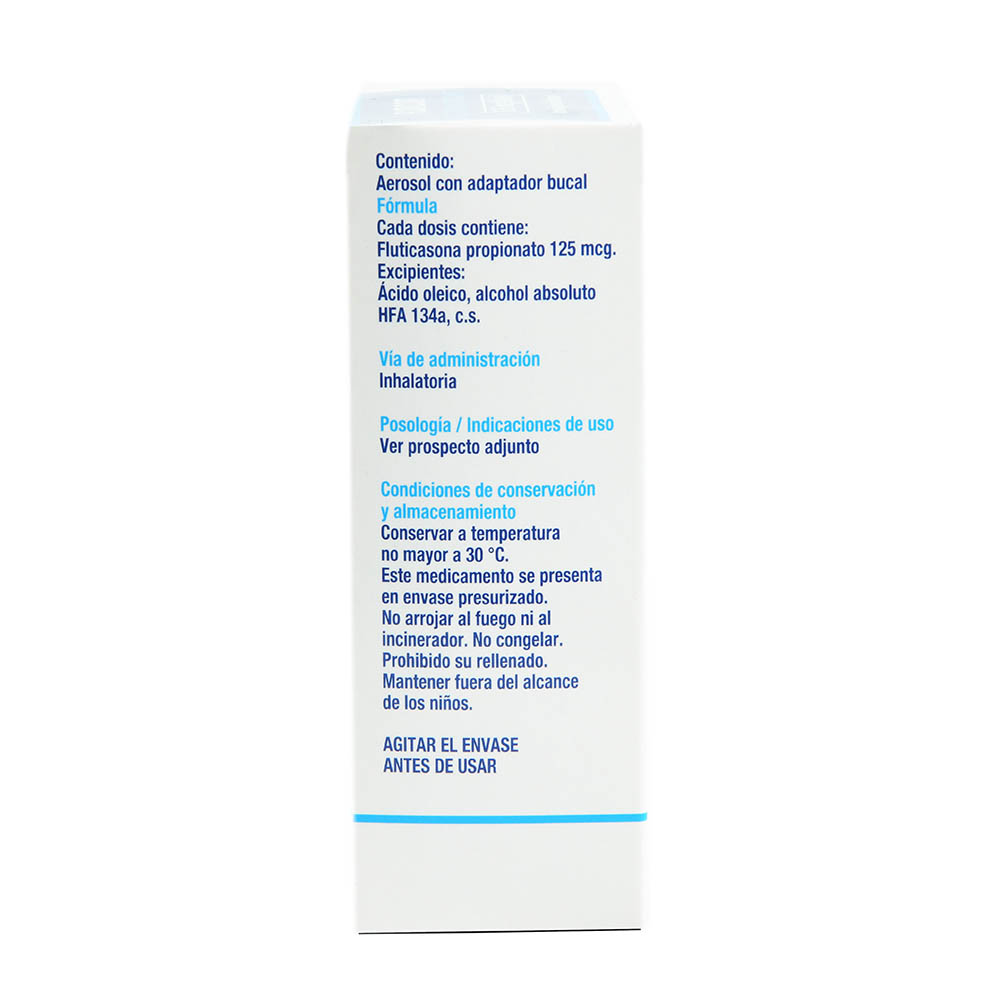 Contenido:
Aerosol con adaptador bucal
Fórmula
Cada dosis contiene:
Fluticasona propionato 125 mcg.
Excipientes:
Ácido oleico, alcohol absoluto
HFA 134a, c.s.
Vía de administración
Inhalatoria
Posología / Indicaciones de uso
Ver prospecto adjunto
Condiciones de conservación
y almacenamiento
Conservar a temperatura
no mayor a 30 °C.
Este medicamento se presenta
en envase presurizado.
No arrojar al fuego ni al
incinerador. No congelar.
Prohibido su rellenado.
Mantener fuera del alcance
de los niños.
AGITAR EL ENVASE
ANTES DE USAR